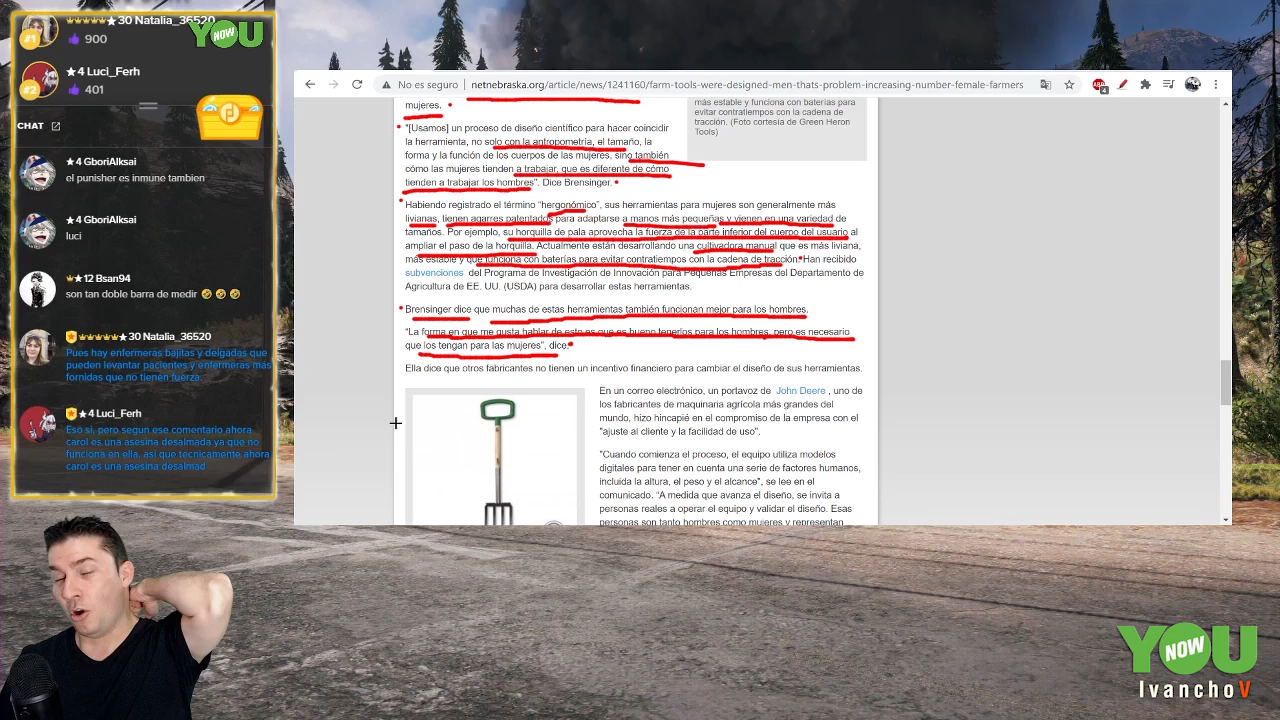 #1
30 Natalia_36520
900
YOU
NOW
#2
4 Luci_Ferh
401
CHAT
4 GboriAlksai
el punisher es inmune tambien
4 GboriAlksai
luci
12 Bsan94
son tan doble barra de medir
30 Natalia_36520
Pues hay enfermeras bajitas y delgadas que
pueden levantar pacientes y enfermeras más
fornidas que no tienen fuerza.
4 Luci_Ferh
Eso si, pero segun ese comentario ahora
carol es una asesina desalmada ya que no
funciona en ella, asi que tecnicamente ahora
carol es una asesina desalmad
No es seguro
netnebraska.org/article/news/1241160/farm-tools-were-designed-men-thats-problem-increasing-number-female-farmers
mujeres.
"[Usamos] un proceso de diseño científico para hacer coincidir
la herramienta, no solo con la antropometría, el tamaño, la
forma y la función de los cuerpos de las mujeres, sino también
cómo las mujeres tienden a trabajar, que es diferente de cómo
tienden a trabajar los hombres". Dice Brensinger.
más estable y funciona con baterías para
evitar contratiempos con la cadena de
tracción. (Foto cortesía de Green Heron
Tools)
Habiendo registrado el término "hergonómico", sus herramientas para mujeres son generalmente más
livianas, tienen agarres patentados para adaptarse a manos más pequeñas y vienen en una variedad de
tamaños. Por ejemplo, su horquilla de pala aprovecha la fuerza de la parte inferior del cuerpo del usuario al
ampliar el paso de la horquilla. Actualmente están desarrollando una cultivadora manual que es más liviana,
más estable y que funciona con baterías para evitar contratiempos con la cadena de tracción. Han recibido
subvenciones del Programa de Investigación de Innovación para Pequeñas Empresas del Departamento de
Agricultura de EE. UU. (USDA) para desarrollar estas herramientas.
Brensinger dice que muchas de estas herramientas también funcionan mejor para los hombres.
"La forma en que me gusta hablar de esto es que es bueno tenerlos para los hombres, pero es necesario
que los tengan para las mujeres", dice.
Ella dice que otros fabricantes no tienen un incentivo financiero para cambiar el diseño de sus herramientas.
En un correo electrónico, un portavoz de John Deere , uno de
los fabricantes de maquinaria agrícola más grandes del
mundo, hizo hincapié en el compromiso de la empresa con el
"ajuste al cliente y la facilidad de uso".
"Cuando comienza el proceso, el equipo utiliza modelos
digitales para tener en cuenta una serie de factores humanos,
incluida la altura, el peso y el alcance", se lee en el
comunicado. "A medida que avanza el diseño, se invita a
personas reales a operar el equipo y validar el diseño. Esas
personas son tanto hombres como mujeres y representan
YOU
NOW
IvanchoV